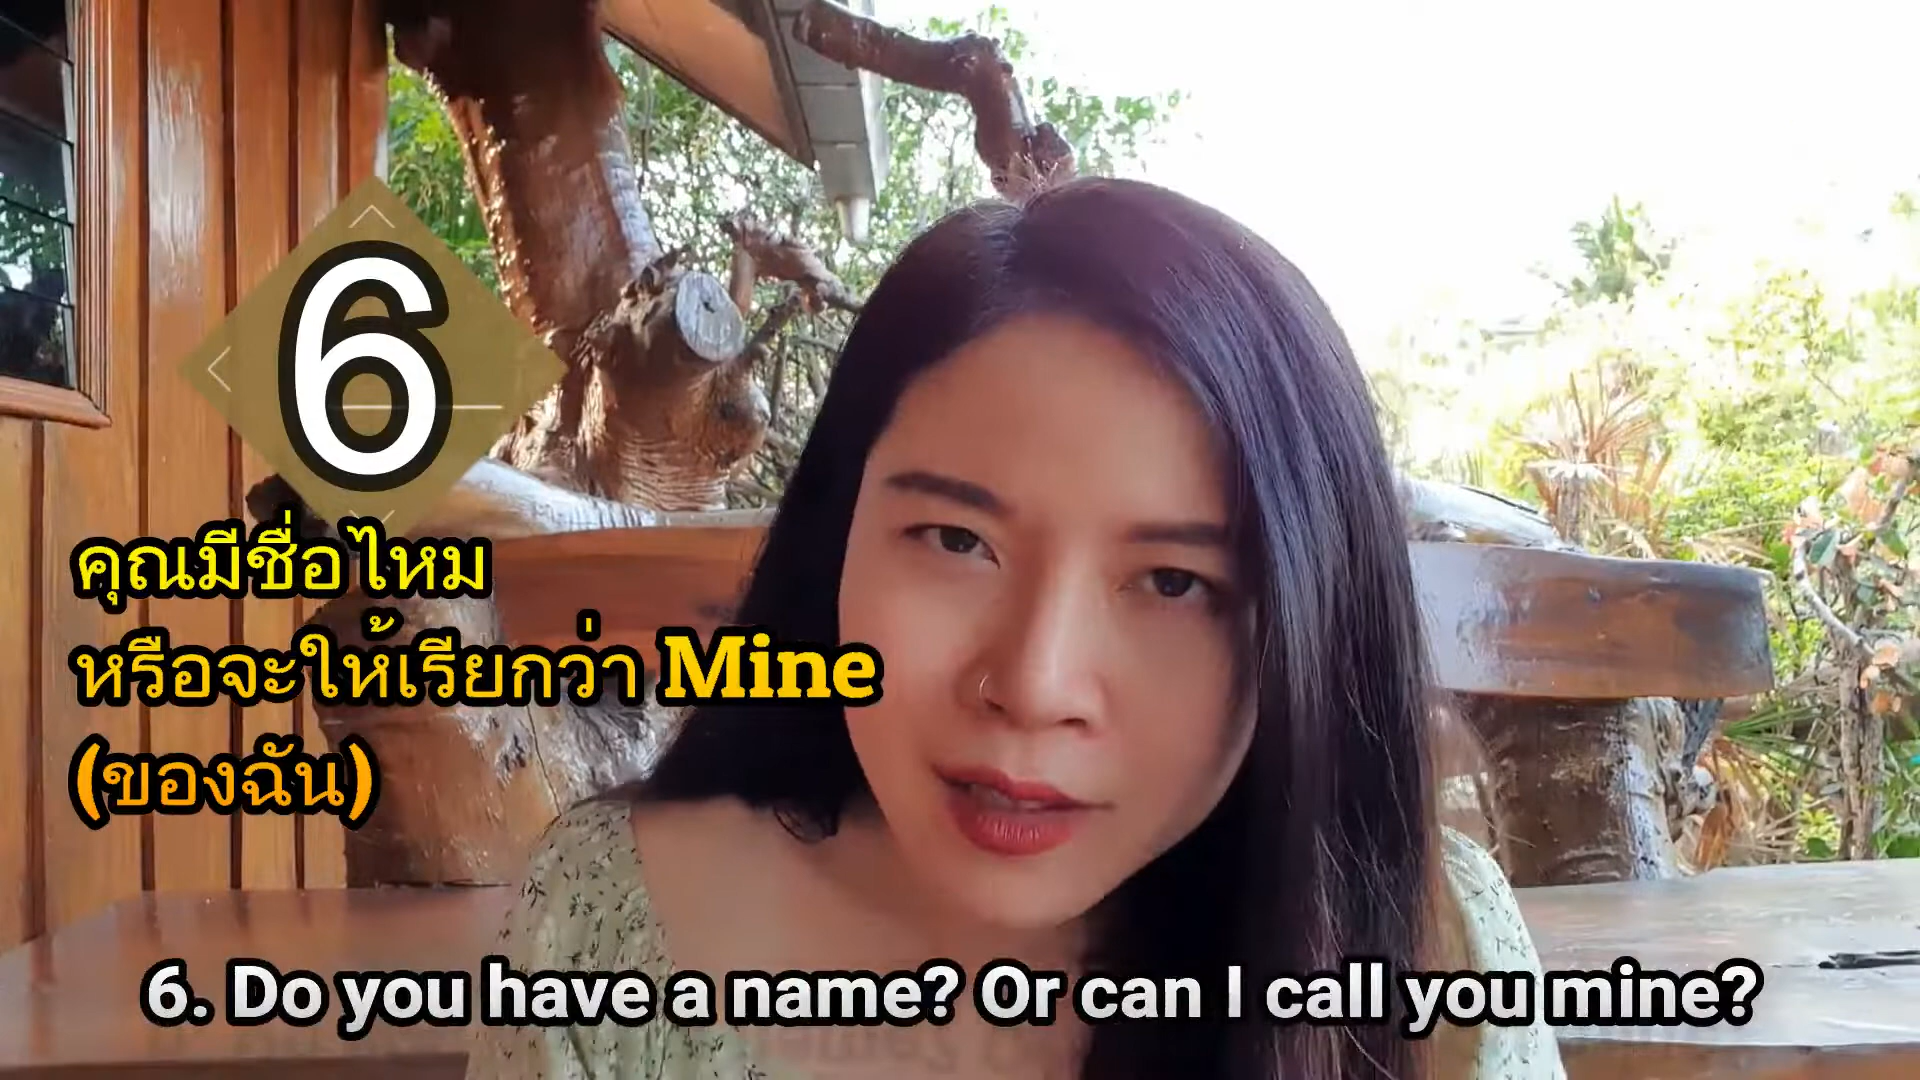 6
คุณมีชื่อไหม
หรือจะให้เรียกว่า Mine
(ของฉัน)
6. Do you have a name? Or can I call you mine?